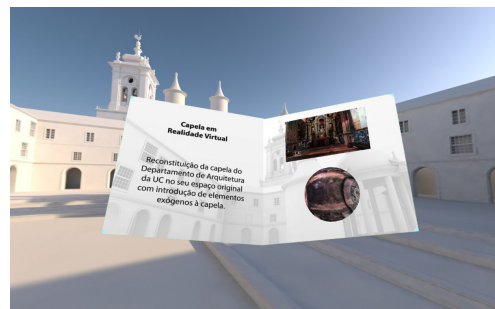 Capela em
Realidade Virtual
Reconstituição da capela do
Departamento de Arquitetura
da UC no seu espaço original
com introdução de elementos
exógenos à capela.